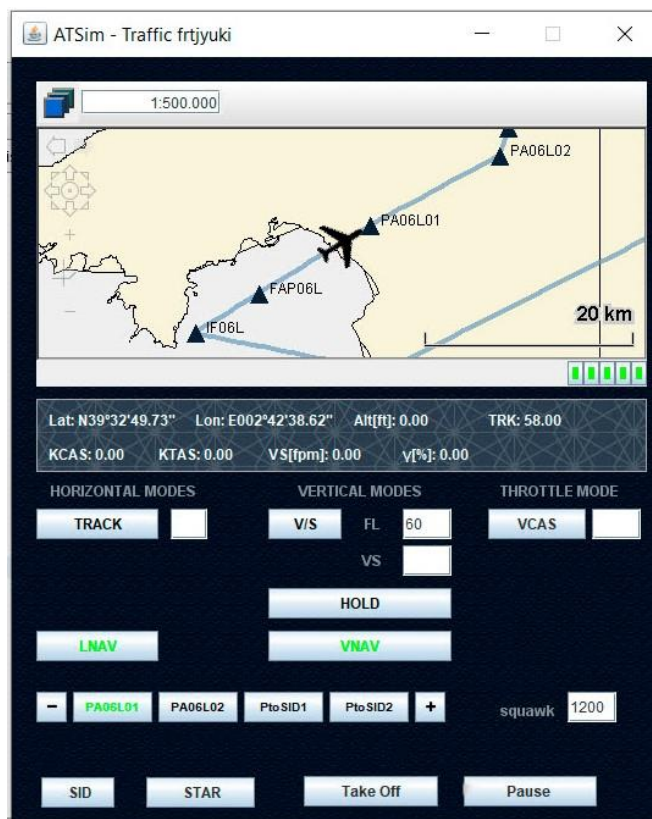 ATSim - Traffic frtjyuki
1:500.000
PA06L02
PA06L01
FAP06L
IF06L
20 km
Lat: N39°32'49.73" Lon: E002°42'38.62" Alt[ft]: 0.00 TRK: 58.00
KCAS: 0.00 KTAS: 0.00 VS[fpm]: 0.00 γ[%]: 0.00
HORIZONTAL MODES VERTICAL MODES THROTTLE MODE
TRACK V/S FL 60 VCAS
VS
HOLD
LNAV VNAV
- PA06L01 PA06L02 PtoSID1 PtoSID2 + squawk 1200
SID STAR Take Off Pause